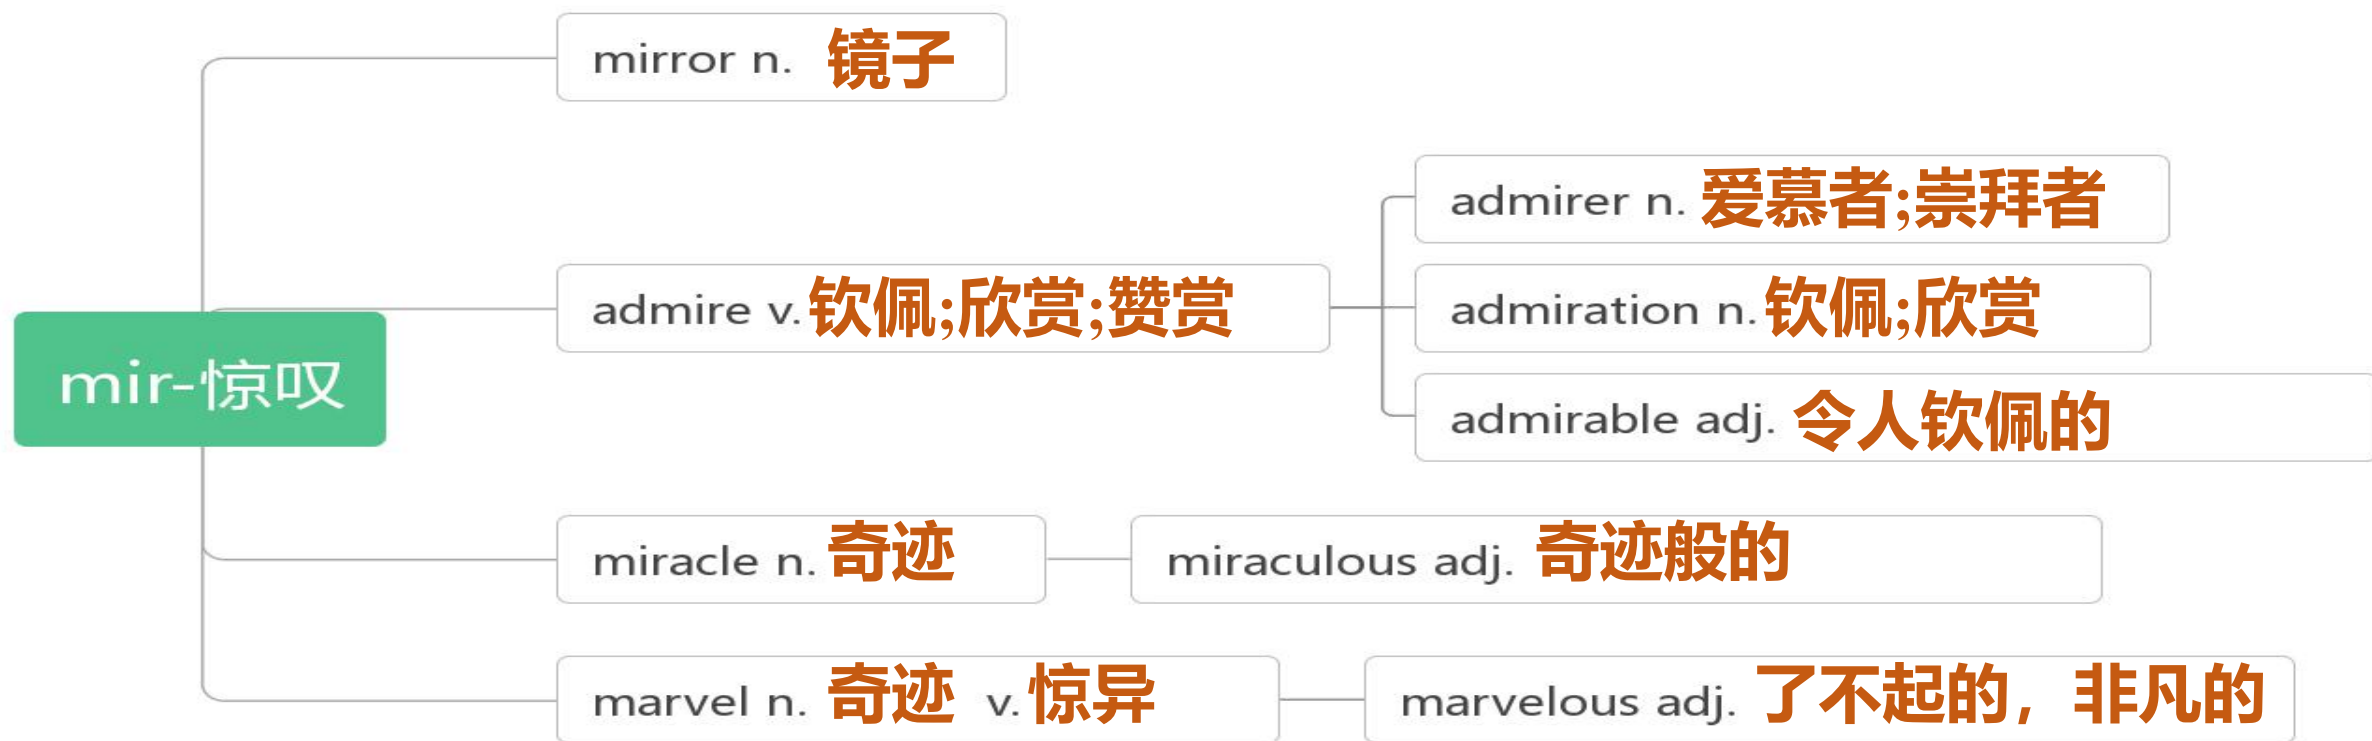 mirror n. 镜子
admirer n. 爱慕者;崇拜者
admire v. 钦佩;欣赏;赞赏
admiration n. 钦佩;欣赏
mir-惊叹
admirable adj. 令人钦佩的
miracle n. 奇迹
miraculous adj. 奇迹般的
marvel n. 奇迹 v. 惊异
marvelous adj. 了不起的，非凡的